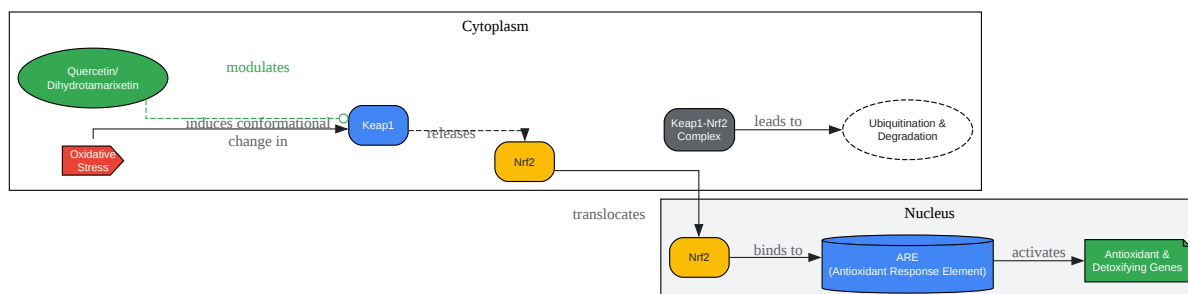 Cytoplasm
modulates
Quercetin/
Dihydrotamarixetin
induces conformational
change in
Keap1
releases
Keap1-Nrf2
Complex
leads to
Ubiquitination &
Degradation
Oxidative
Stress
Nrf2
translocates
Nucleus
Nrf2
binds to
ARE
(Antioxidant Response Element)
activates
Antioxidant &
Detoxifying Genes